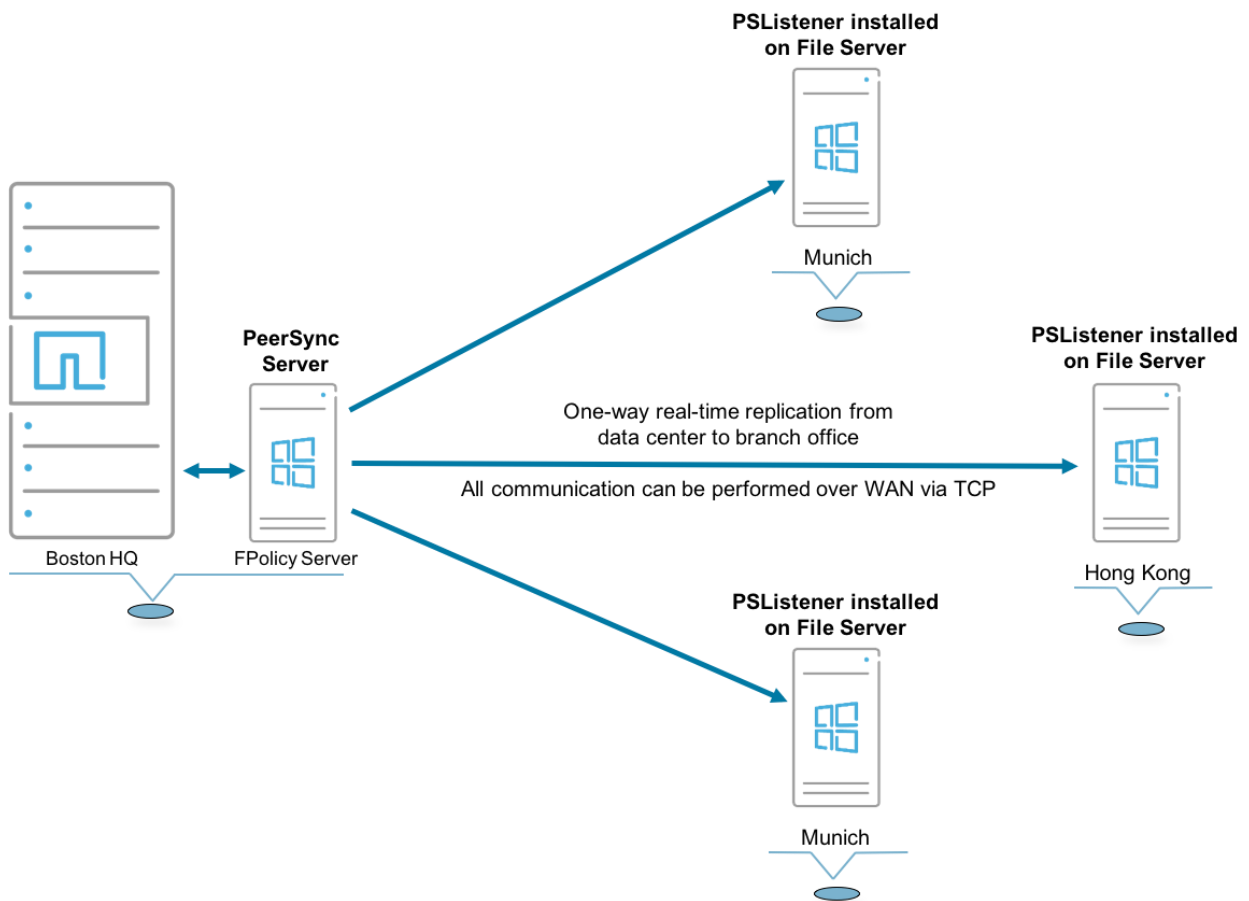 PSListener installed
on File Server
Munich
PeerSync
Server
PSListener installed
on File Server
One-way real-time replication from
data center to branch office
All communication can be performed over WAN via TCP
Boston HQ
FPolicy Server
Hong Kong
PSListener installed
on File Server
Munich